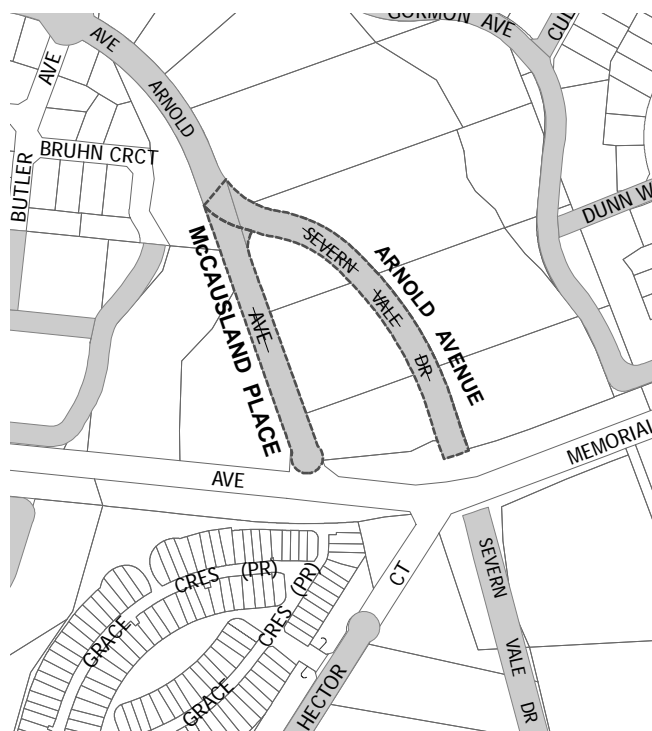 GORMON AVE
CUL
AVE
AVE
ARNOLD
BRUHN CRCT
BUTLER
DUNN W
McCAUSLAND PLACE
SEVERN
VALE
DR
ARNOLD AVENUE
AVE
MEMORIAL
AVE
CRES (PR)
GRACE
CRES (PR)
GRACE
CT
HECTOR
SEVERN
VALE
DR